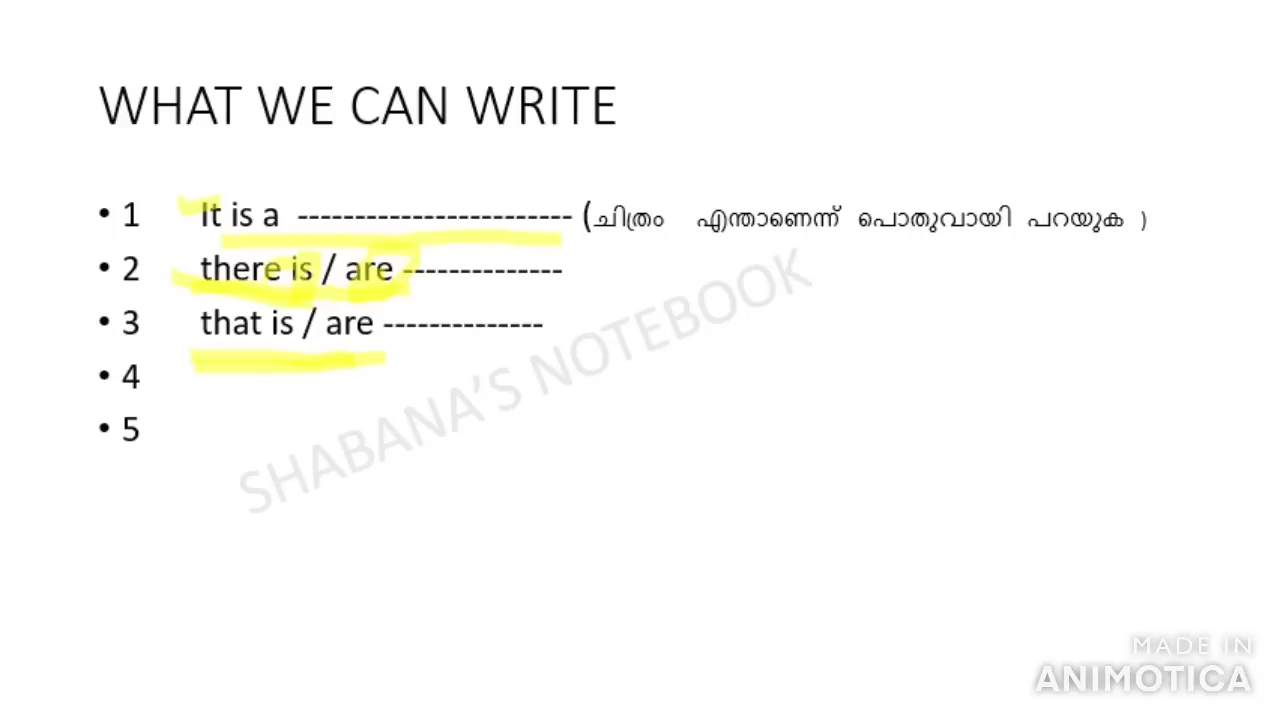 WHAT WE CAN WRITE
• 1 It is a ------------------------- (ചിത്രം എന്താണെന്ന് പൊതുവായി പറയുക )
• 2 there is / are --------------
• 3 that is / are --------------
• 4
• 5
SHABANA'S NOTEBOOK
MADE IN
ANIMOTICA